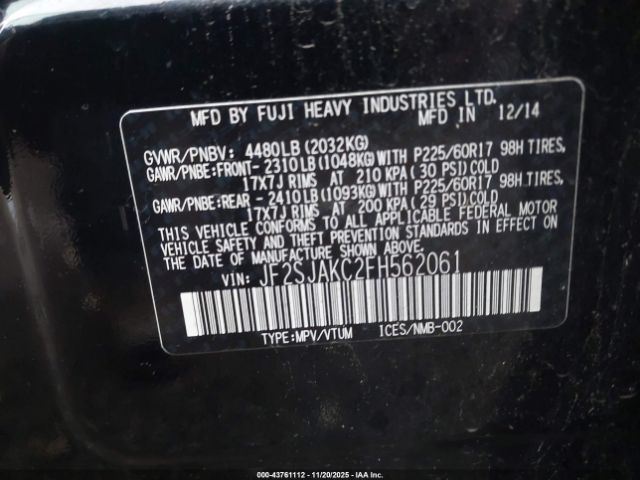 MFD BY FUJI HEAVY INDUSTRIES LTD.
MFD IN 12/14
GVWR/PNBV: 4480LB(2032KG)
GAWR/PNBE:FRONT- 2310LB(1048KG)WITH P225/60R17 98H TIRES,
17X7J RIMS AT 210 KPA(30 PSI)COLD
GAWR/PNBE:REAR - 2410LB(1093KG)WITH P225/60R17 98H TIRES,
17X7J RIMS AT 200 KPA(29 PSI)COLD
THIS VEHICLE CONFORMS TO ALL APPLICABLE FEDERAL MOTOR
VEHICLE SAFETY AND THEFT PREVENTION STANDARDS IN EFFECT ON
THE DATE OF MANUFACTURE SHOWN ABOVE.
VIN: JF2SJAKC2FH562061
TYPE:MPV/VTUM ICES/NMB-002
000-43761112 - 11/20/2025 - IAA Inc.